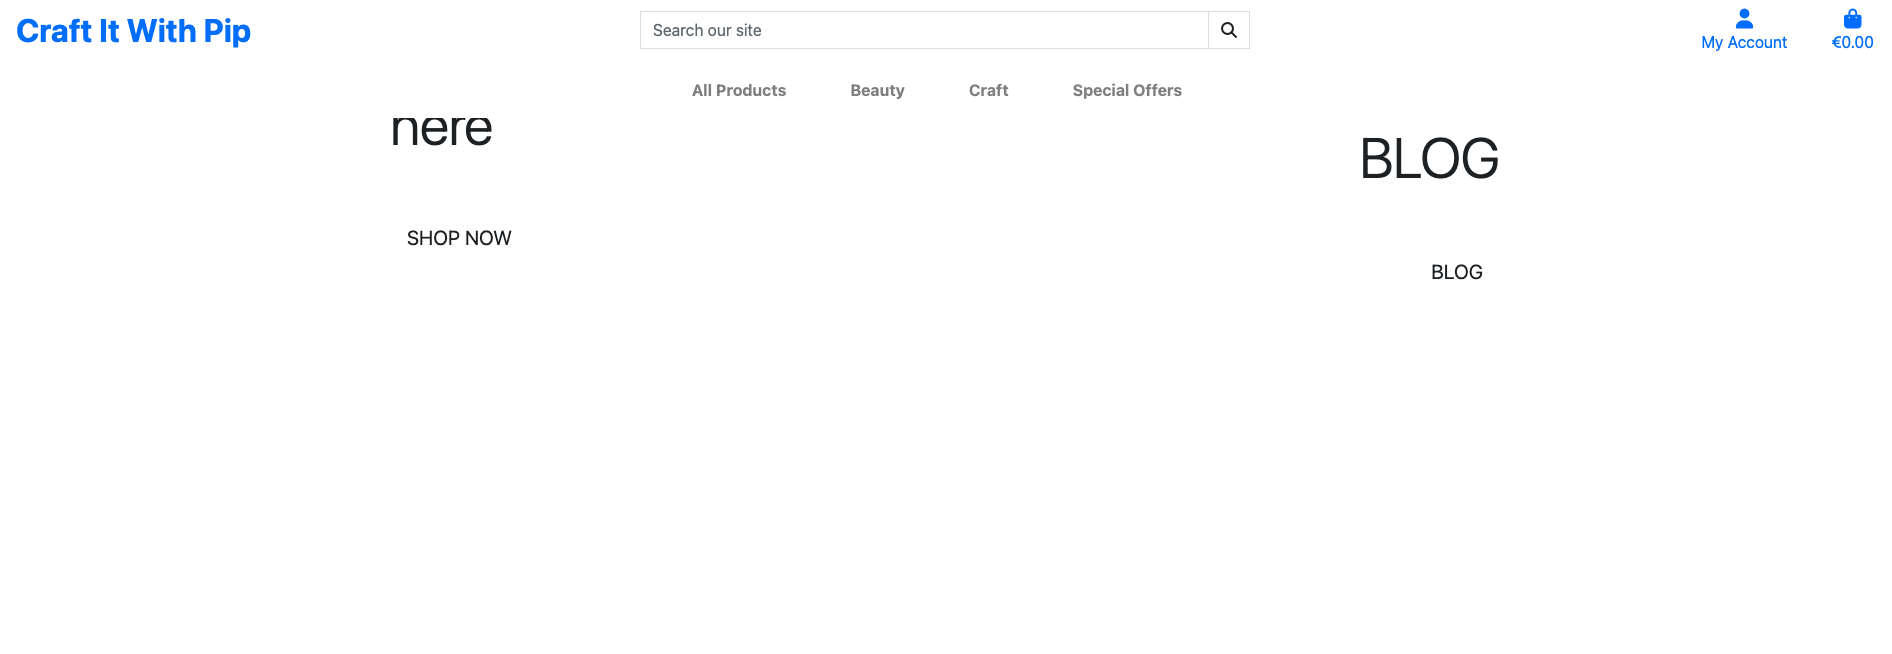 Craft It With Pip
Search our site
My Account
€0.00
All Products
Beauty
Craft
Special Offers
here
BLOG
SHOP NOW
BLOG